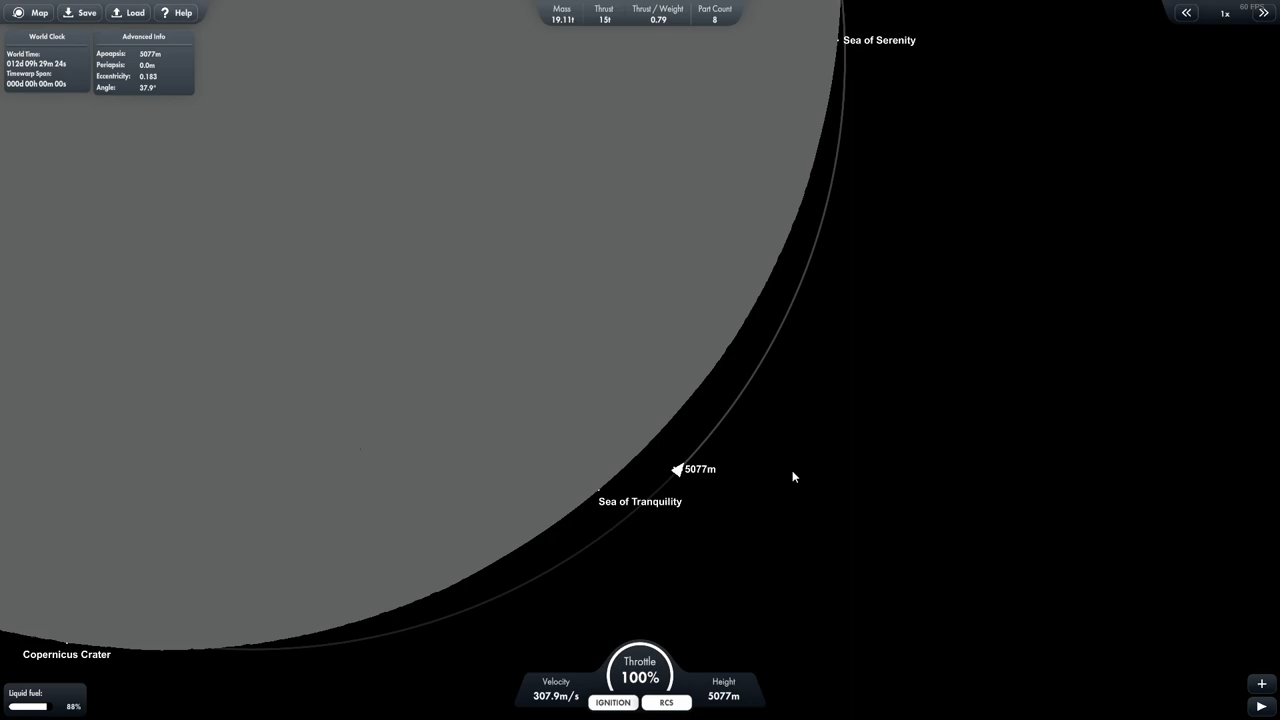 Map
Save
Load
Help
Mass
19.11t
Thrust
15t
Thrust / Weight
0.79
Part Count
8
60 FPS
1x
World Clock
World Time:
012d 09h 29m 24s
Timewarp Span:
000d 00h 00m 00s
Advanced Info
Apoapsis: 5077m
Periapsis: 0.0m
Eccentricity: 0.183
Angle: 37.9°
Sea of Serenity
5077m
Sea of Tranquility
Copernicus Crater
Liquid fuel:
88%
Throttle
100%
Velocity
307.9m/s
IGNITION
RCS
Height
5077m